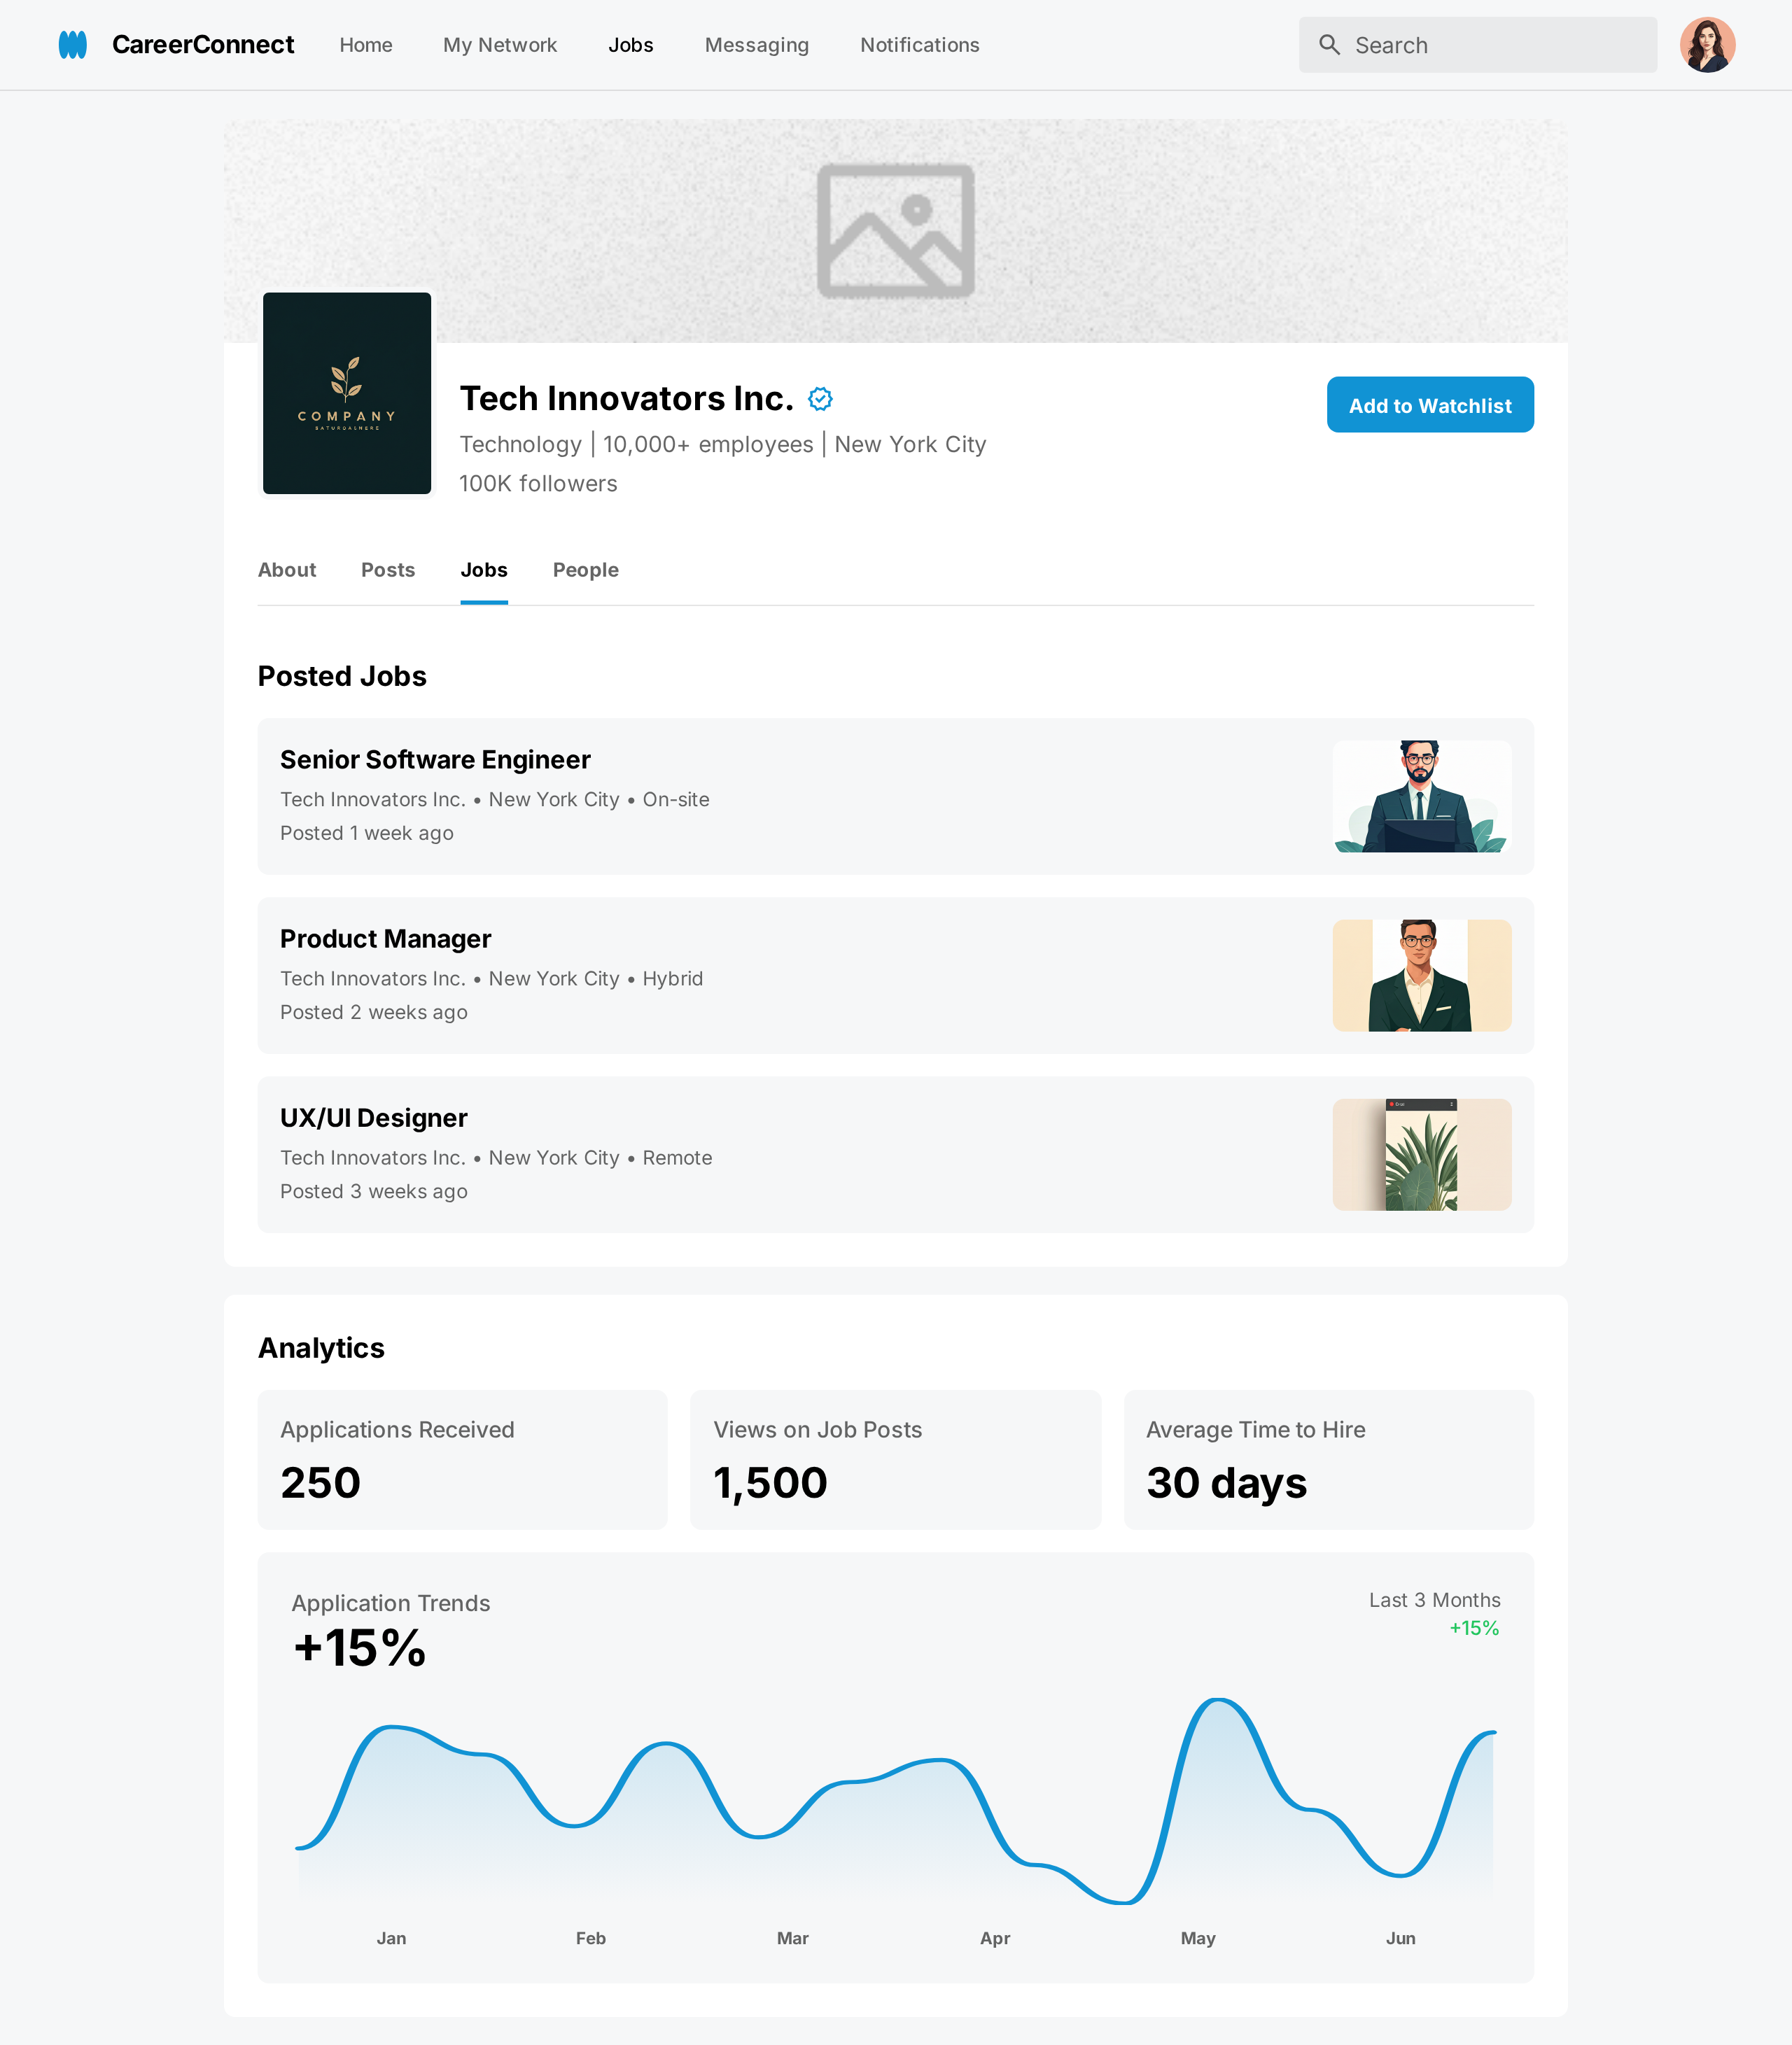 CareerConnect
Home
My Network
Jobs
Messaging
Notifications
Search
COMPANY
Tech Innovators Inc.
Technology | 10,000+ employees | New York City
100K followers
Add to Watchlist
About
Posts
Jobs
People
Posted Jobs
Senior Software Engineer
Tech Innovators Inc. • New York City • On-site
Posted 1 week ago
Product Manager
Tech Innovators Inc. • New York City • Hybrid
Posted 2 weeks ago
UX/UI Designer
Tech Innovators Inc. • New York City • Remote
Posted 3 weeks ago
Analytics
Applications Received
250
Views on Job Posts
1,500
Average Time to Hire
30 days
Application Trends
+15%
Last 3 Months
+15%
Jan
Feb
Mar
Apr
May
Jun